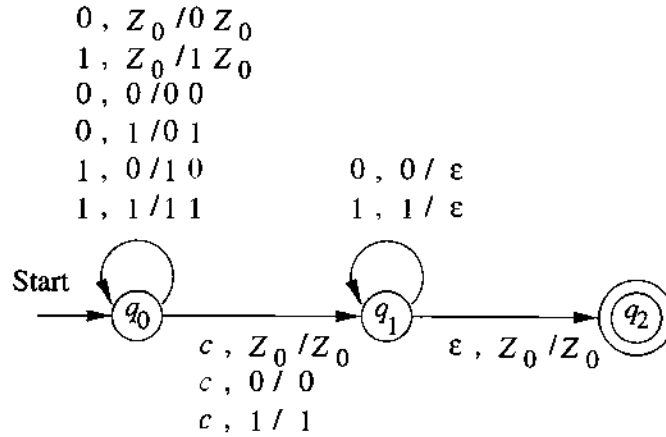 0 , Z₀ / 0 Z₀
1 , Z₀ / 1 Z₀
0 , 0 / 0 0
0 , 1 / 0 1
1 , 0 / 1 0
1 , 1 / 1 1
0 , 0 / ε
1 , 1 / ε
Start
q₀
q₁
q₂
c , Z₀ / Z₀
c , 0 / 0
c , 1 / 1
ε , Z₀ / Z₀